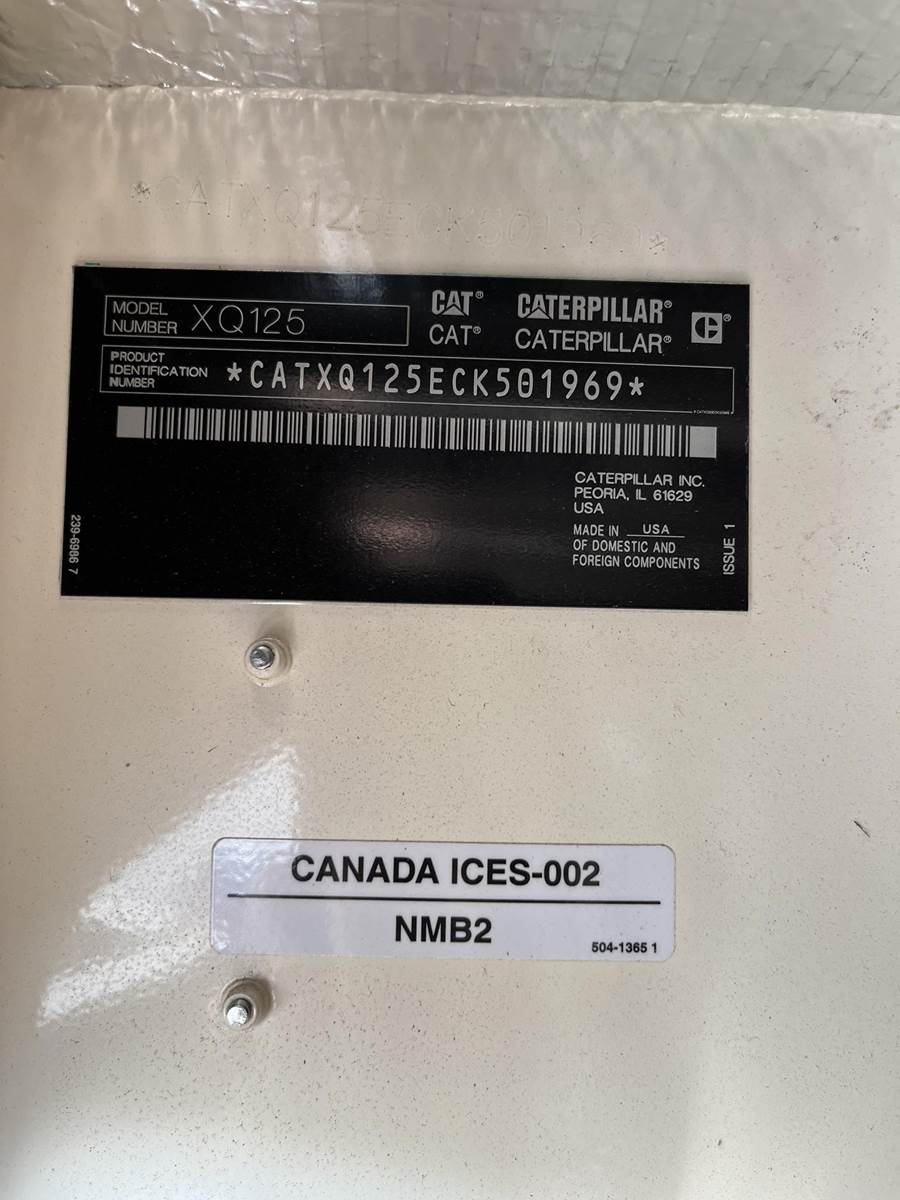 *CATXQ125ECK501969*
MODEL NUMBER XQ125
CAT® CATERPILLAR®
CAT® CATERPILLAR®
PRODUCT IDENTIFICATION NUMBER *CATXQ125ECK501969*
CATERPILLAR INC.
PEORIA, IL 61629
USA
MADE IN USA
OF DOMESTIC AND
FOREIGN COMPONENTS
239-6986 7
ISSUE 1
CANADA ICES-002
NMB2
504-1365 1